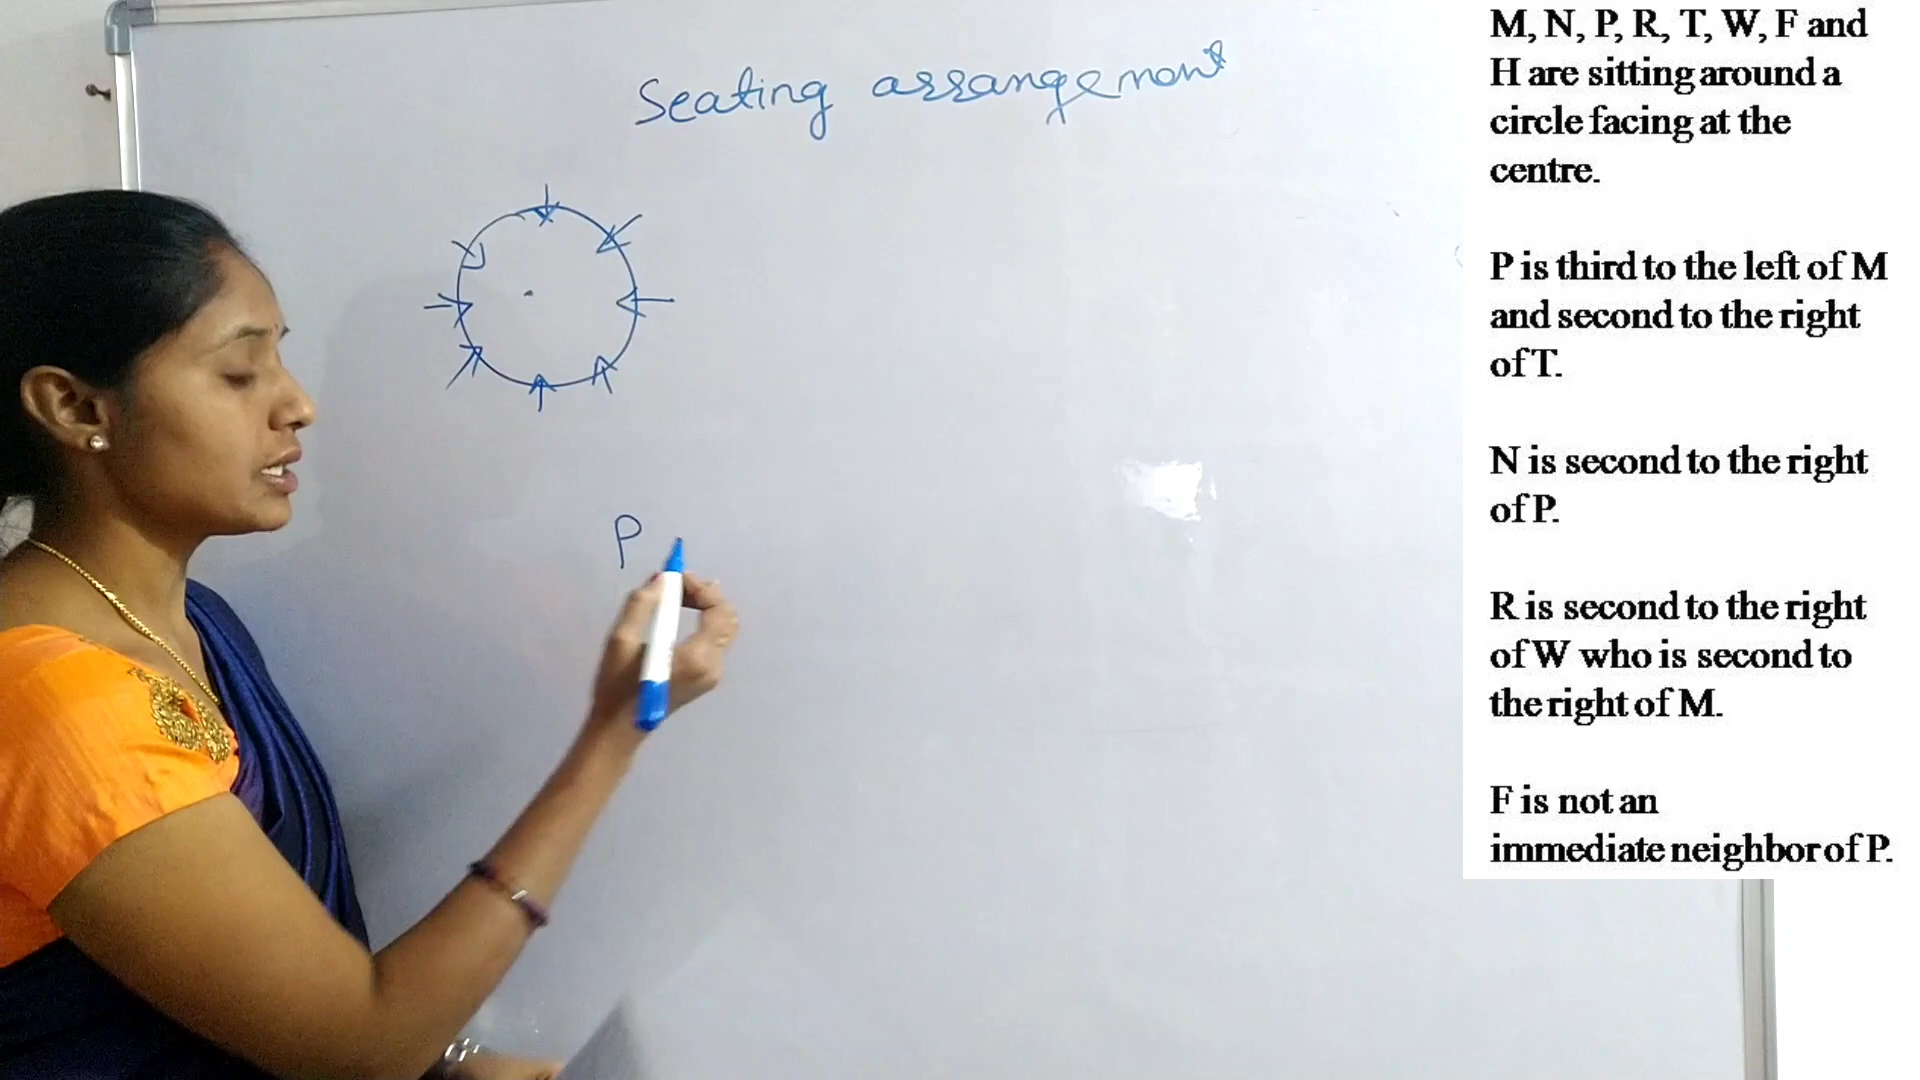 Seating arrangement
P
M, N, P, R, T, W, F and
H are sitting around a
circle facing at the
centre.
P is third to the left of M
and second to the right
of T.
N is second to the right
of P.
R is second to the right
of W who is second to
the right of M.
F is not an
immediate neighbor of P.